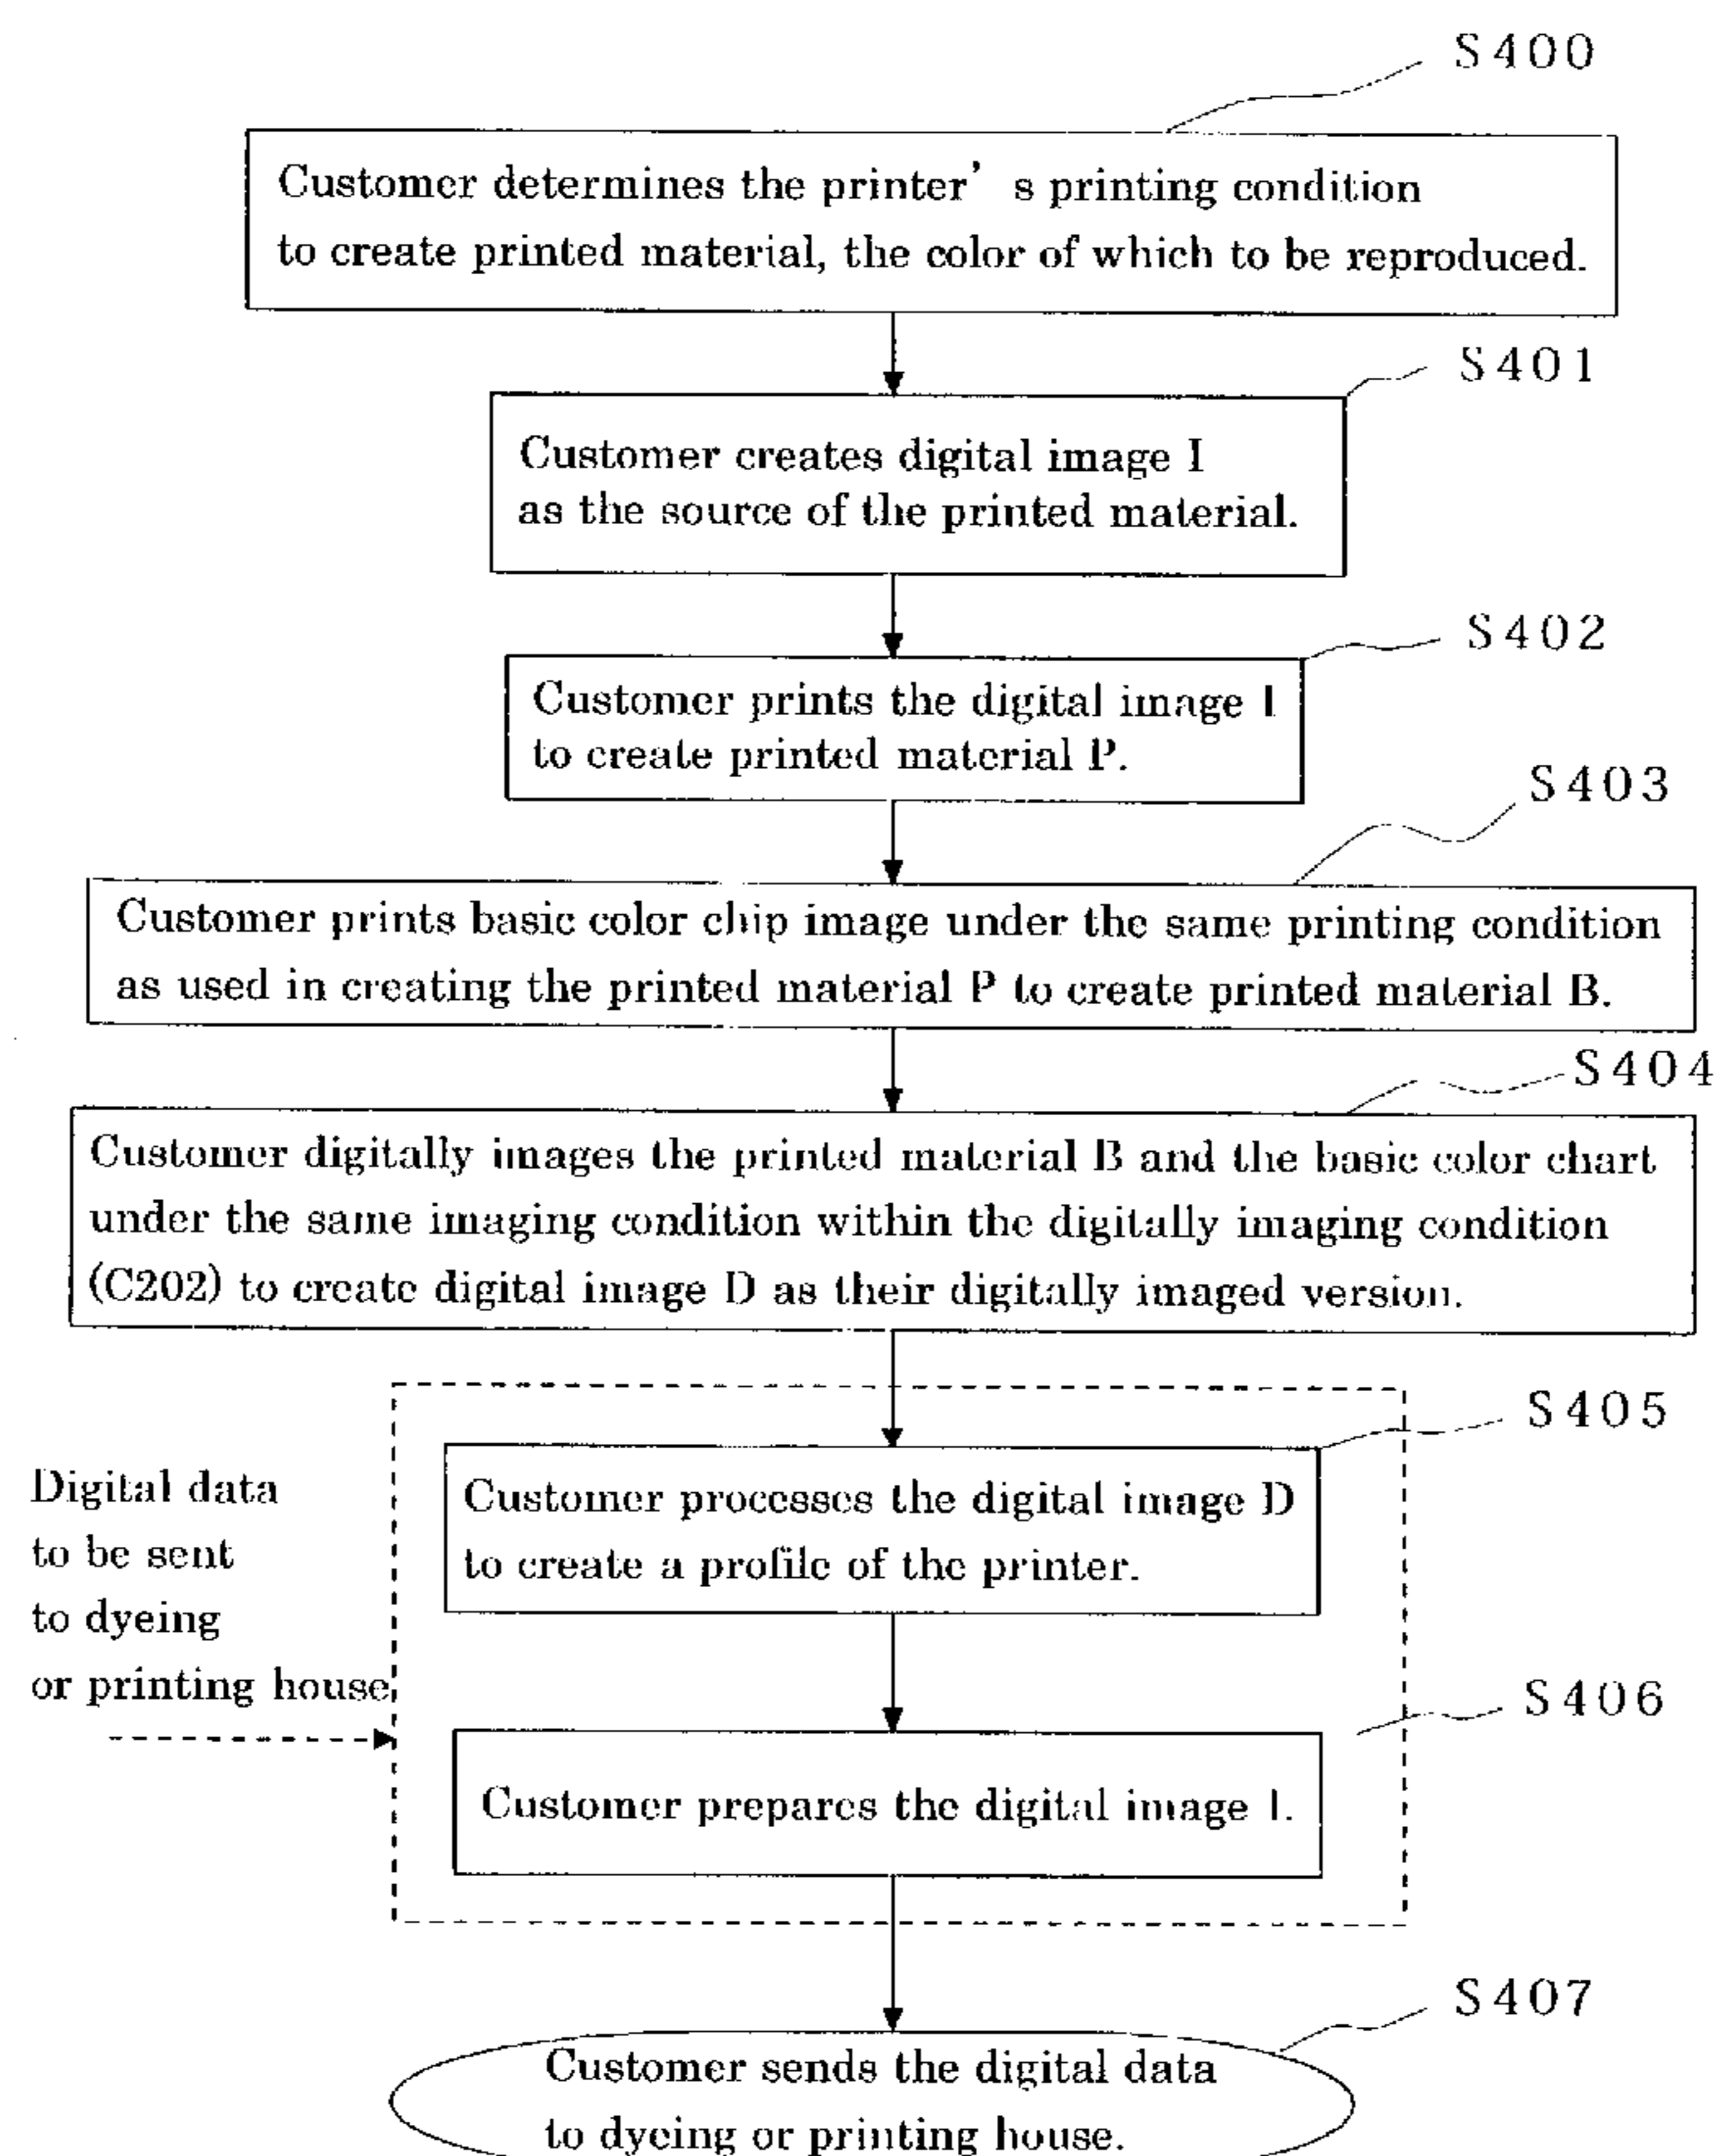 S400
Customer determines the printer’ s printing condition
to create printed material, the color of which to be reproduced.
S401
Customer creates digital image I
as the source of the printed material.
S402
Customer prints the digital image I
to create printed material P.
S403
Customer prints basic color chip image under the same printing condition
as used in creating the printed material P to create printed material B.
S404
Customer digitally images the printed material B and the basic color chart
under the same imaging condition within the digitally imaging condition
(C202) to create digital image D as their digitally imaged version.
S405
Customer processes the digital image D
to create a profile of the printer.
Digital data
to be sent
to dyeing
or printing house
S406
Customer prepares the digital image I.
S407
Customer sends the digital data
to dyeing or printing house.